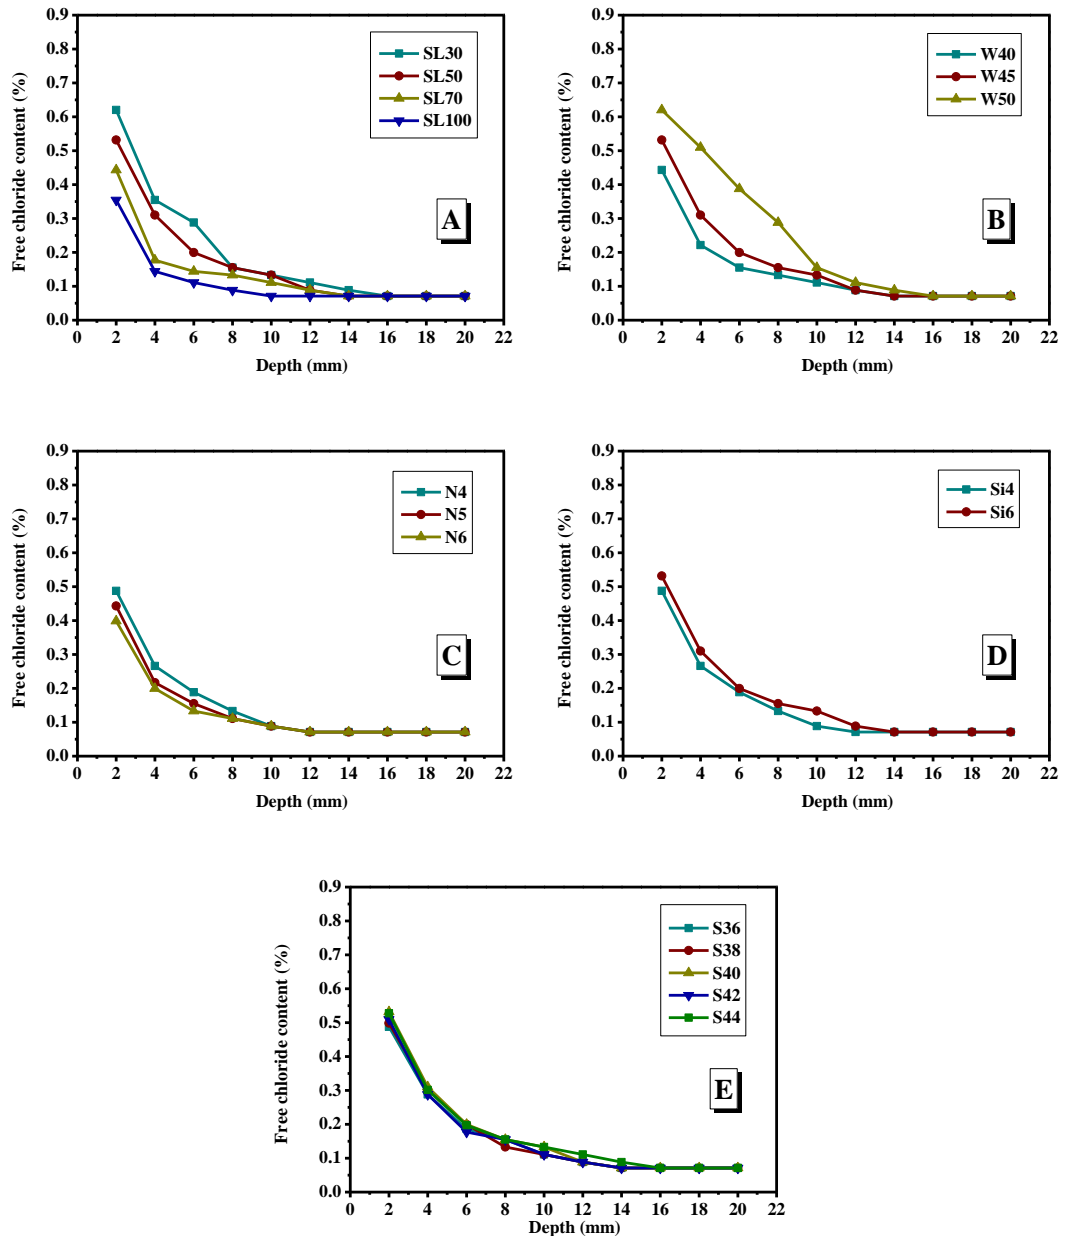 0.9
0.8
0.7
0.6
0.5
0.4
0.3
0.2
0.1
0.0
Free chloride content (%)
SL30
SL50
SL70
SL100
A
0 2 4 6 8 10 12 14 16 18 20 22
Depth (mm)
0.9
0.8
0.7
0.6
0.5
0.4
0.3
0.2
0.1
0.0
Free chloride content (%)
W40
W45
W50
B
0 2 4 6 8 10 12 14 16 18 20 22
Depth (mm)
0.9
0.8
0.7
0.6
0.5
0.4
0.3
0.2
0.1
0.0
Free chloride content (%)
N4
N5
N6
C
0 2 4 6 8 10 12 14 16 18 20 22
Depth (mm)
0.9
0.8
0.7
0.6
0.5
0.4
0.3
0.2
0.1
0.0
Free chloride content (%)
Si4
Si6
D
0 2 4 6 8 10 12 14 16 18 20 22
Depth (mm)
0.9
0.8
0.7
0.6
0.5
0.4
0.3
0.2
0.1
0.0
Free chloride content (%)
S36
S38
S40
S42
S44
E
0 2 4 6 8 10 12 14 16 18 20 22
Depth (mm)